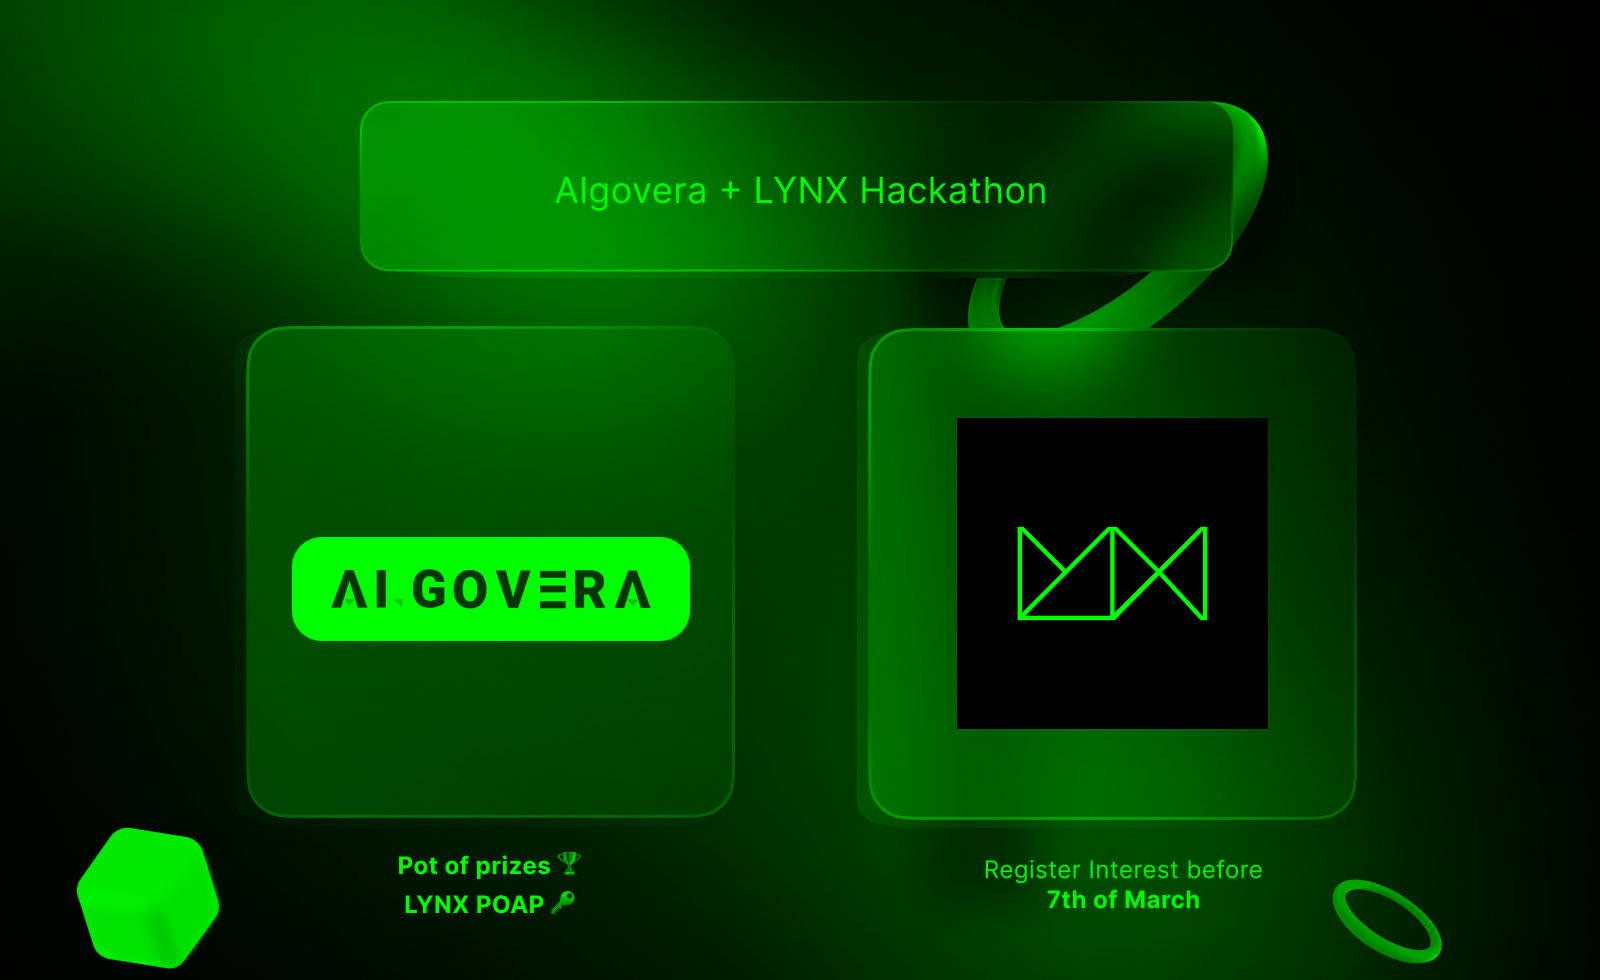 Algovera + LYNX Hackathon
ALGOVERA
Pot of prizes 🏆
LYNX POAP 🔑
Register Interest before
7th of March